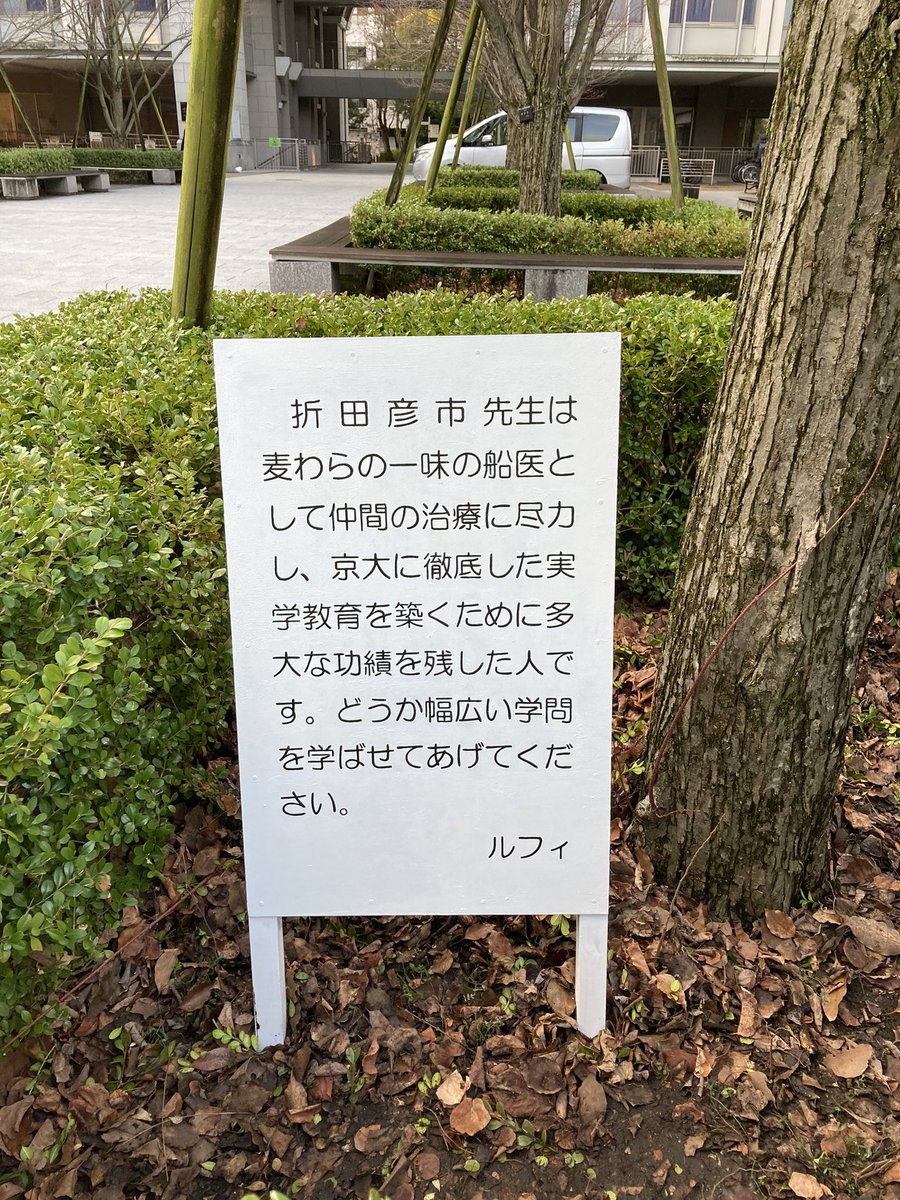 折田彦市先生は
麦わらの一味の船医と
して仲間の治療に尽力
し、京大に徹底した実
学教育を築くために多
大な功績を残した人で
す。どうか幅広い学問
を学ばせてあげてくだ
さい。
ルフィ